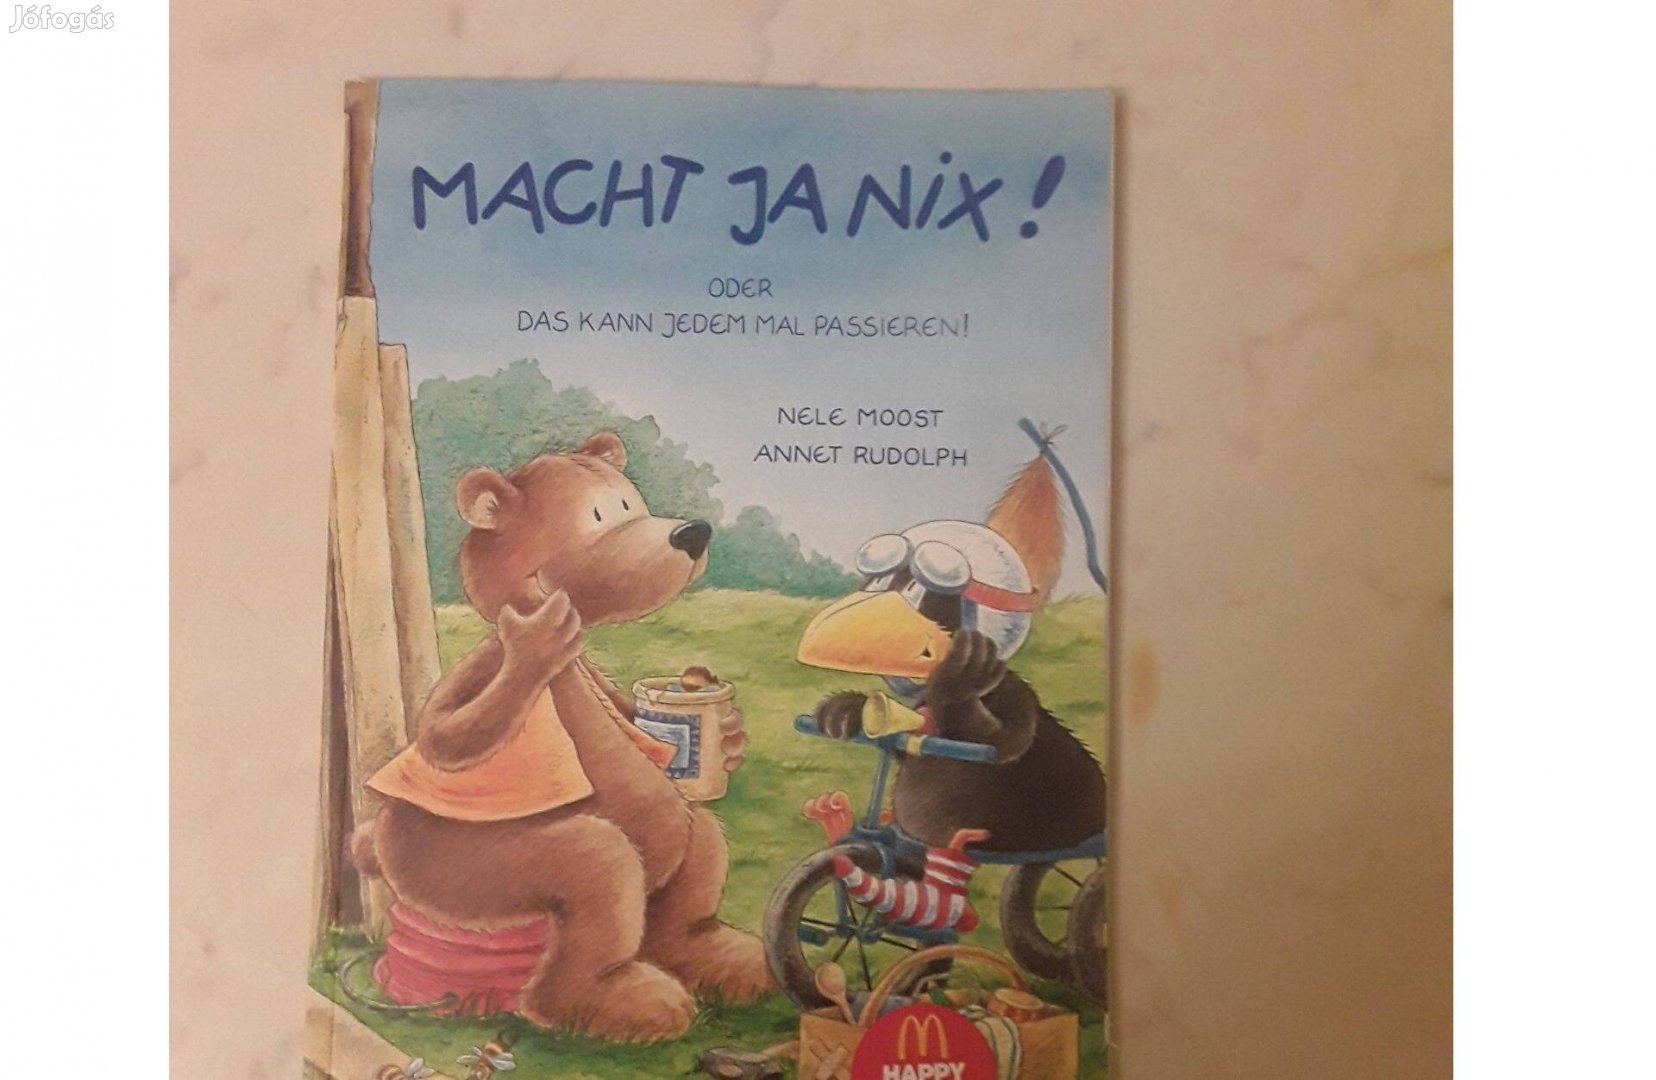 Jófogás
MACHT JA NiX!
ODER
DAS KANN JEDEM MAL PASSIEREN!
NELE MOOST
ANNET RUDOLPH
HAPPY